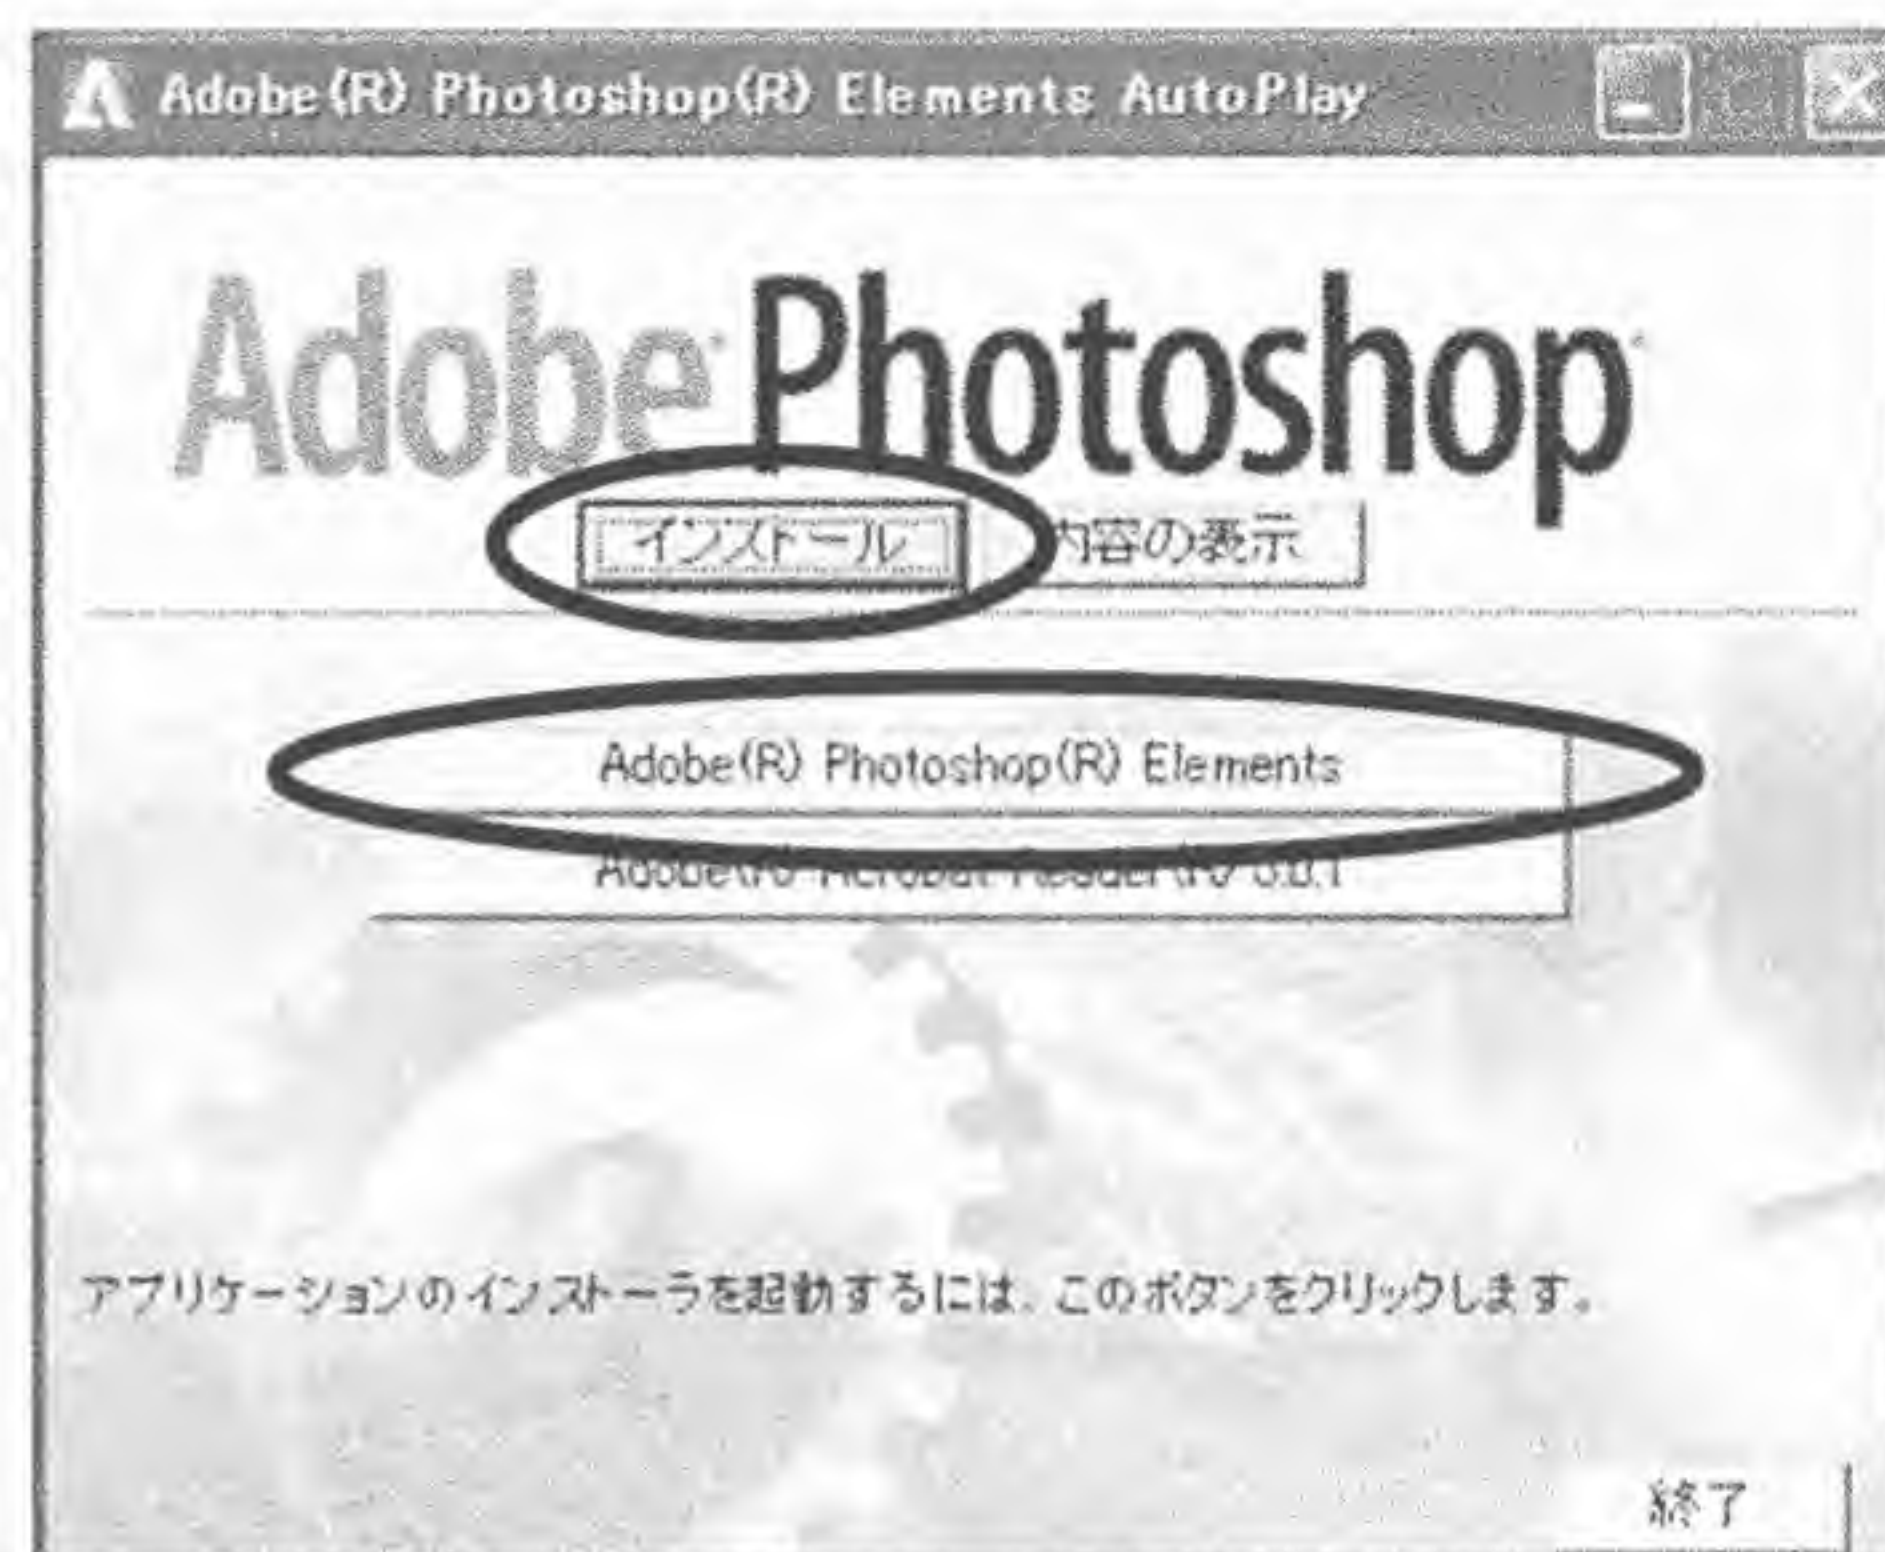 Adobe(R) Photoshop(R) Elements AutoPlay
Adobe Photoshop
インストール 内容の表示
Adobe(R) Photoshop(R) Elements
Adobe(R) Acrobat Reader(R)
アプリケーションのインストーラを起動するには、このボタンをクリックします。
終了